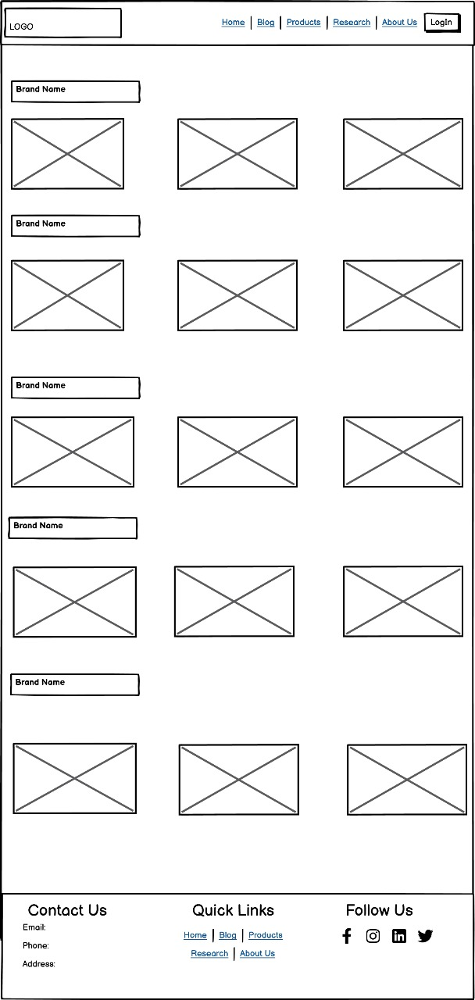 LOGO
Home | Blog | Products | Research | About Us LogIn
Brand Name
Brand Name
Brand Name
Brand Name
Brand Name
Contact Us
Email:
Phone:
Address:
Quick Links
Home | Blog | Products
Research | About Us
Follow Us